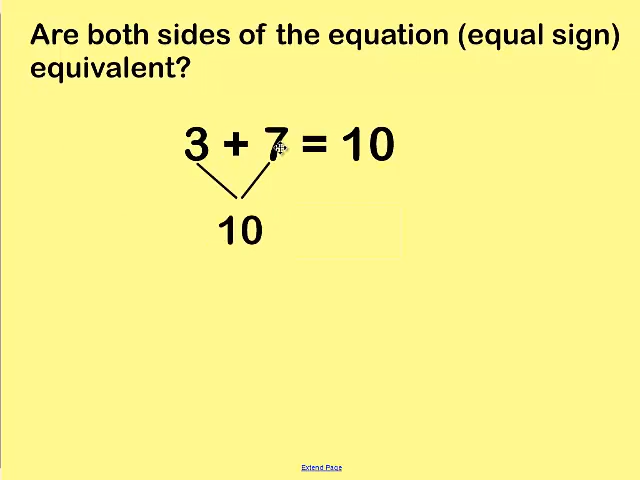 Are both sides of the equation (equal sign)
equivalent?
3 + 7 = 10
10
Extend Page